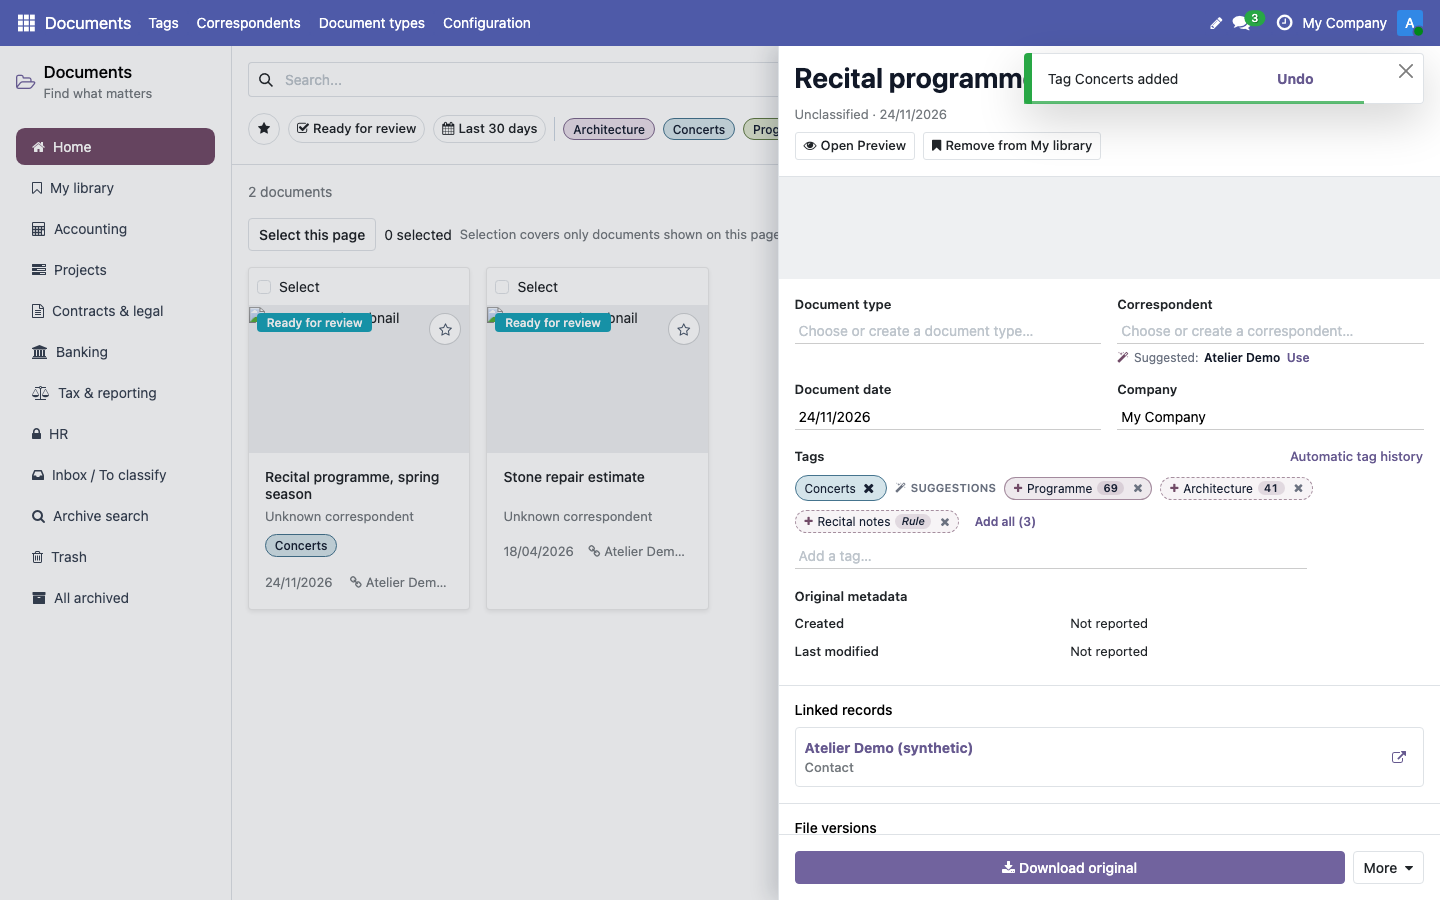 Documents Tags Correspondents Document types Configuration 3 My Company A
Documents
Find what matters
Home
My library
Accounting
Projects
Contracts & legal
Banking
Tax & reporting
HR
Inbox / To classify
Archive search
Trash
All archived
Search...
Ready for review Last 30 days Architecture Concerts Prog
2 documents
Select this page 0 selected Selection covers only documents shown on this page
Select
Ready for review
Recital programme, spring
season
Unknown correspondent
Concerts
24/11/2026 Atelier Dem...
Select
Ready for review
Stone repair estimate
Unknown correspondent
18/04/2026 Atelier Dem...
Recital programme
Tag Concerts added Undo
Unclassified · 24/11/2026
Open Preview Remove from My library
Document type
Choose or create a document type...
Correspondent
Choose or create a correspondent...
Suggested: Atelier Demo Use
Document date
24/11/2026
Company
My Company
Tags Automatic tag history
Concerts SUGGESTIONS + Programme 69 + Architecture 41
+ Recital notes Rule Add all (3)
Add a tag...
Original metadata
Created Not reported
Last modified Not reported
Linked records
Atelier Demo (synthetic)
Contact
File versions
Download original More